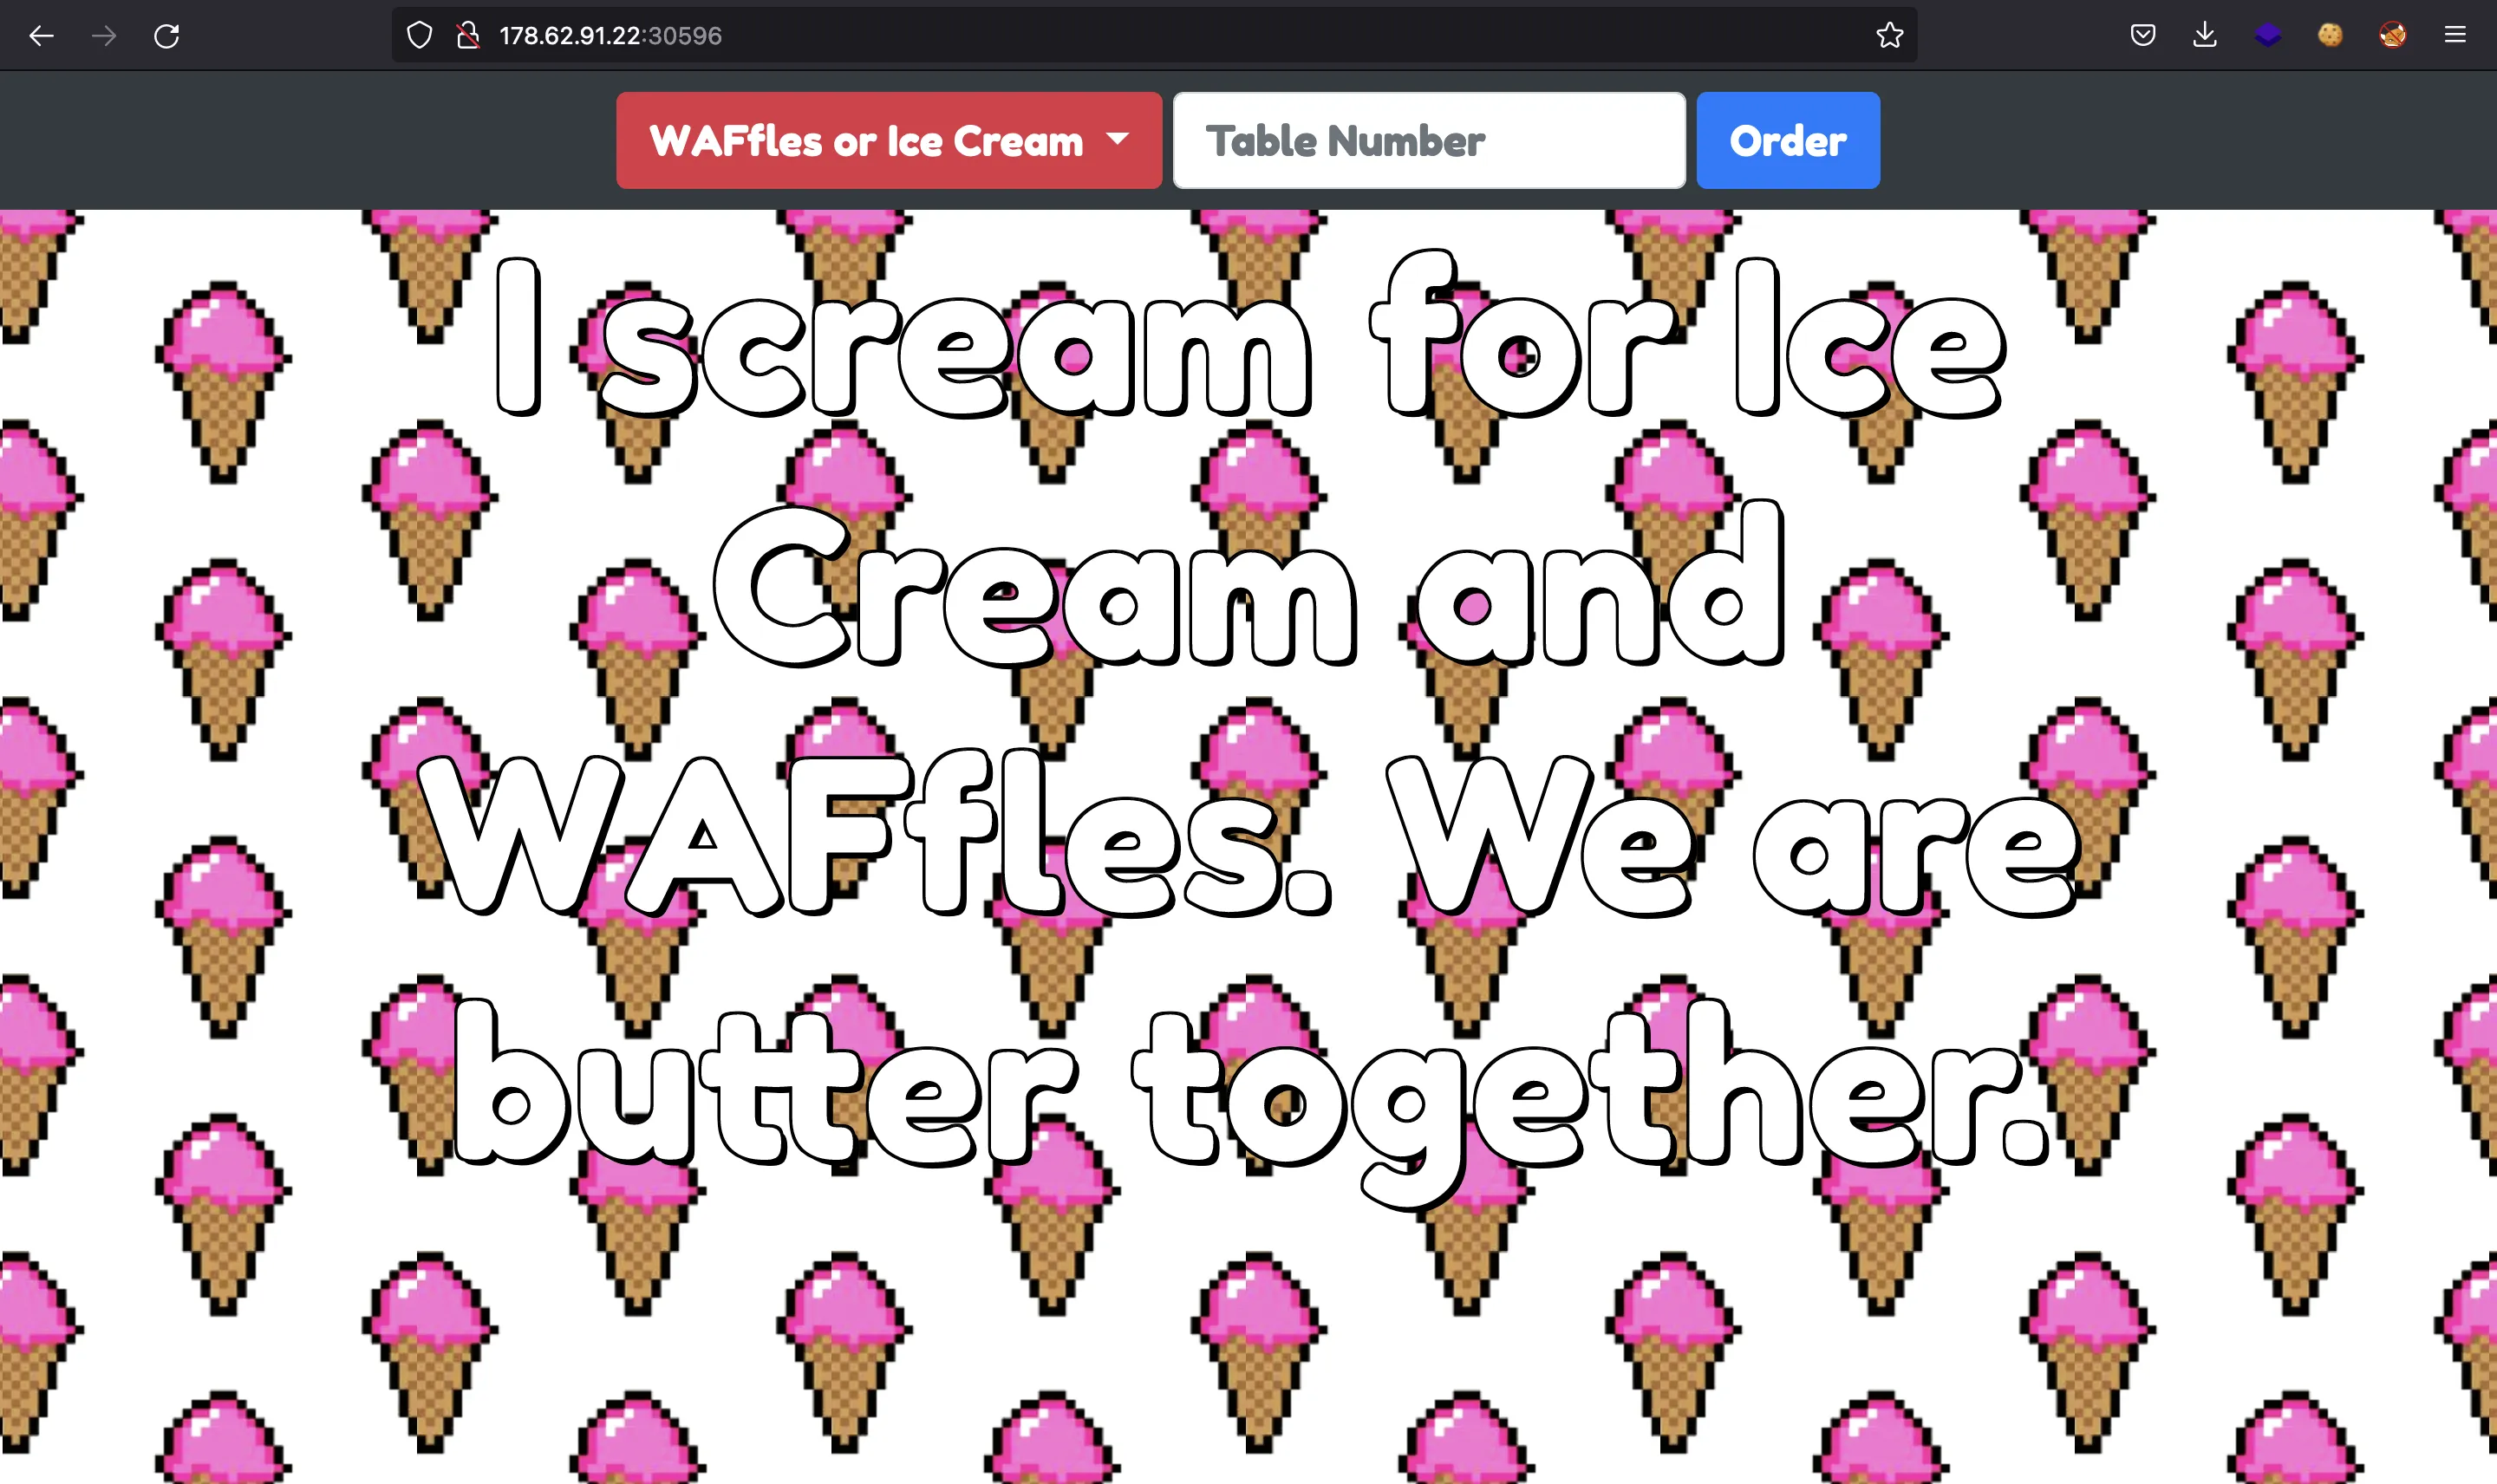 178.62.91.22:30596
WAFfles or Ice Cream Table Number Order
I scream for Ice
Cream and
WAFfles. We are
butter together.